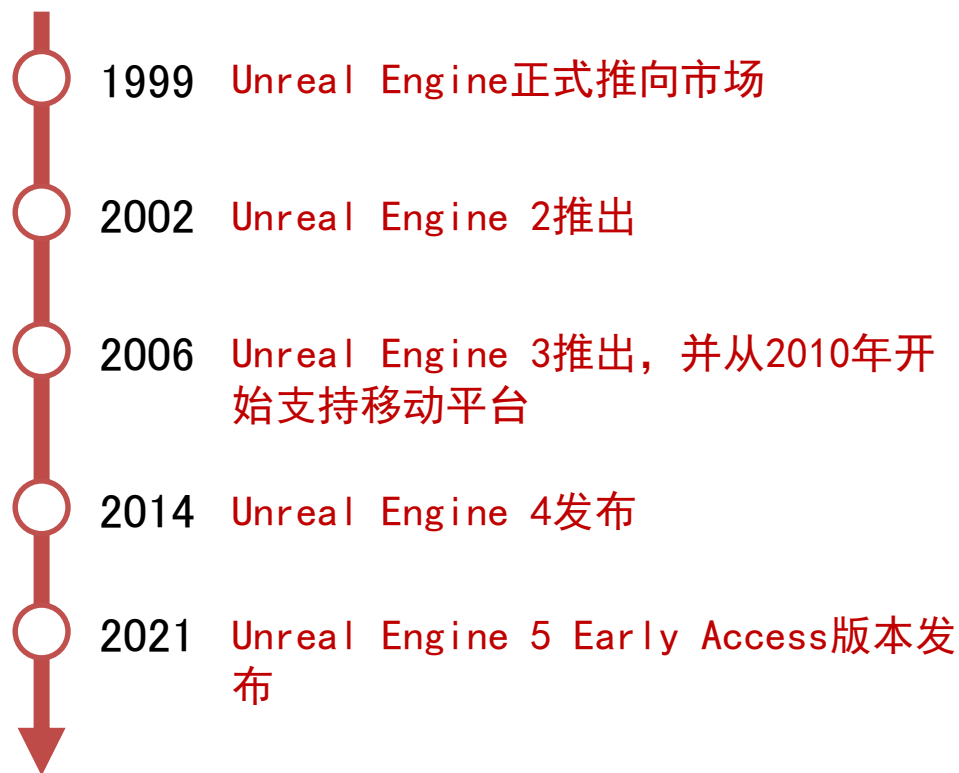 1999 Unreal Engine正式推向市场
2002 Unreal Engine 2推出
2006 Unreal Engine 3推出，并从2010年开
始支持移动平台
2014 Unreal Engine 4发布
2021 Unreal Engine 5 Early Access版本发
布